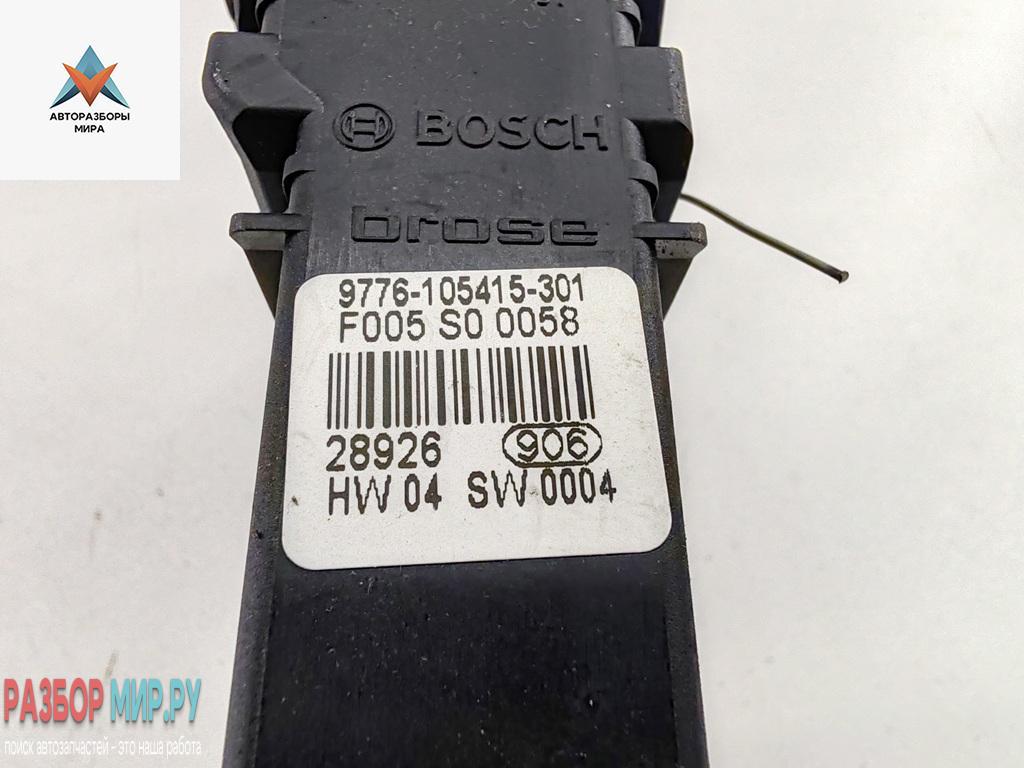 АВТОРАЗБОРЫ
МИРА
BOSCH
brose
9776-105415-301
F005 S0 0058
28926 906
HW 04 SW 0004
РАЗБОР МИР.РУ
поиск автозапчастей - это наша работа